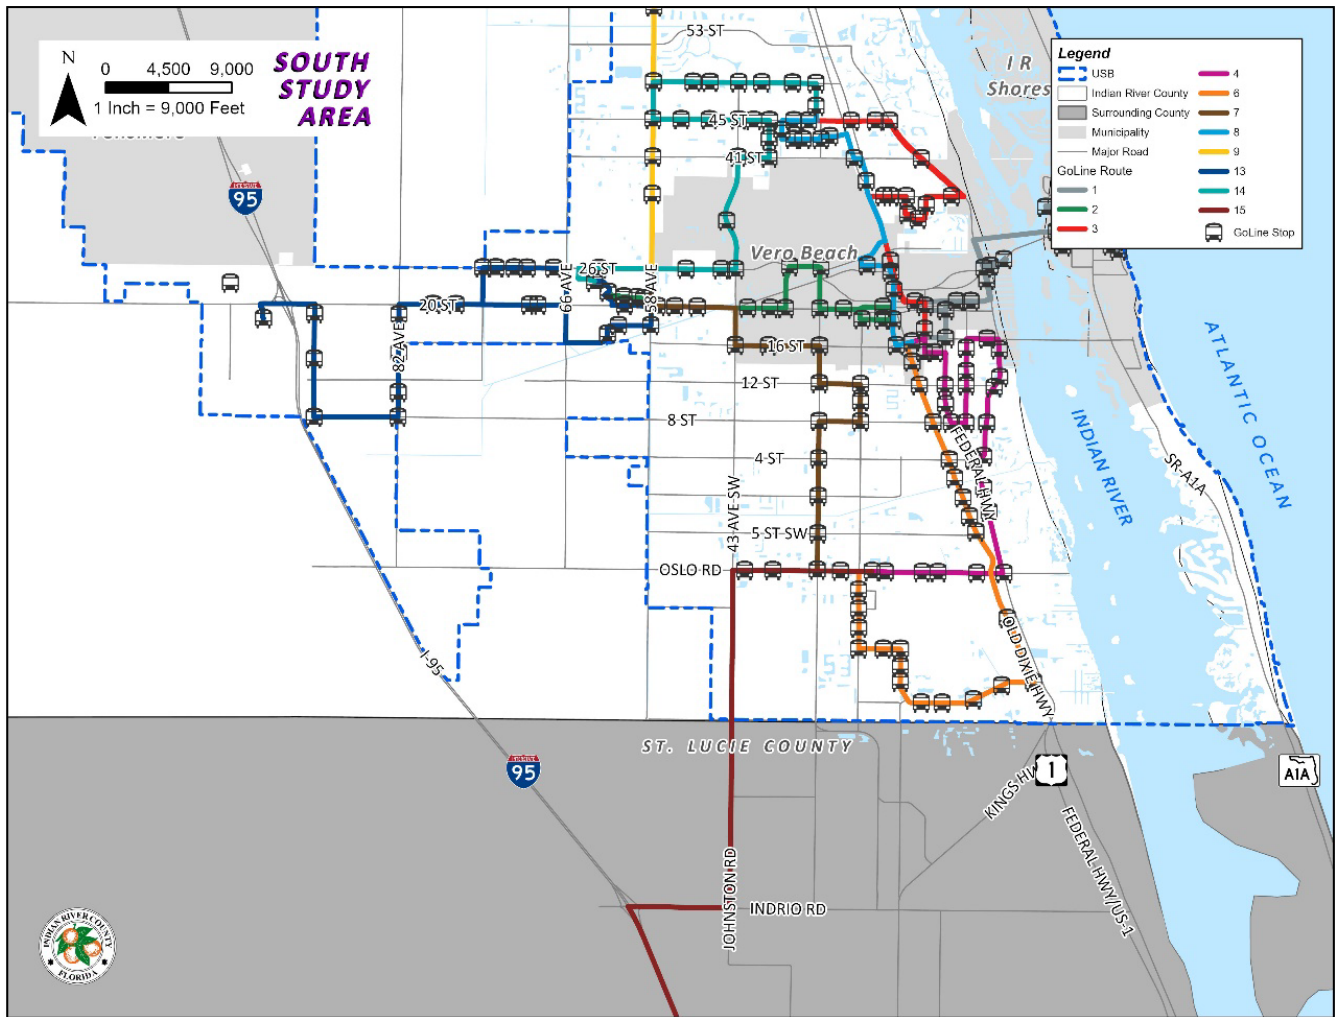 53 ST
N
0 4,500 9,000
1 Inch = 9,000 Feet
SOUTH
STUDY
AREA
I R
Shores
Legend
USB
Indian River County
Surrounding County
Municipality
Major Road
GoLine Route
1
2
3
4
6
7
8
9
13
14
15
GoLine Stop
45 ST
41 ST
95
Vero Beach
26 ST
66 AVE
58 AVE
20 ST
82 AVE
16 ST
12 ST
8 ST
4 ST
5 ST SW
43 AVE SW
OSLO RD
FEDERAL HWY
OLD DIXIE HWY
INDIAN RIVER
SR-A1A
ATLANTIC OCEAN
I-95
ST. LUCIE COUNTY
95
1
A1A
FEDERAL HWY/US-1
JOHNSTON RD
INDRIO RD
INDIAN RIVER COUNTY
FLORIDA